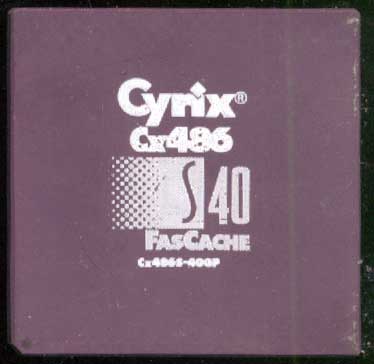 Cyrix®
Cx486
S40
FASCACHE
Cx486S-40GP